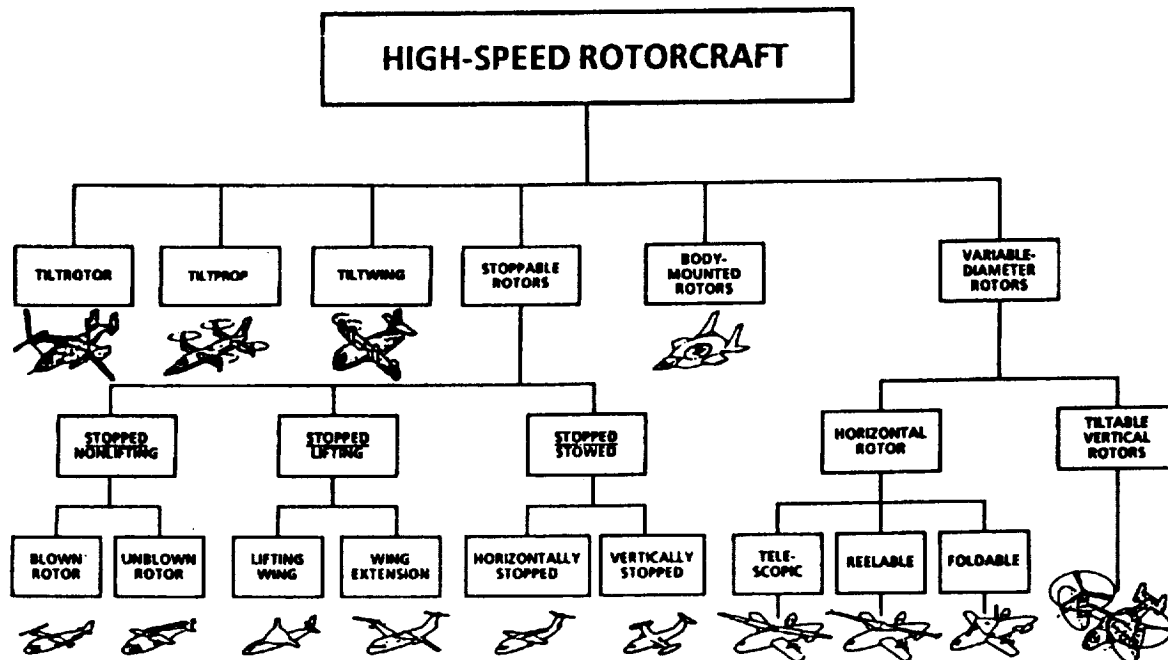 HIGH-SPEED ROTORCRAFT
TILTROTOR
TILTPROP
TILTWING
STOPPABLE
ROTORS
BODY-
MOUNTED
ROTORS
VARIABLE-
DIAMETER
ROTORS
STOPPED
NONLIFTING
STOPPED
LIFTING
STOPPED
STOWED
HORIZONTAL
ROTOR
TILTABLE
VERTICAL
ROTORS
BLOWN
ROTOR
UNBLOWN
ROTOR
LIFTING
WING
WING
EXTENSION
HORIZONTALLY
STOPPED
VERTICALLY
STOPPED
TELE-
SCOPIC
REELABLE
FOLDABLE